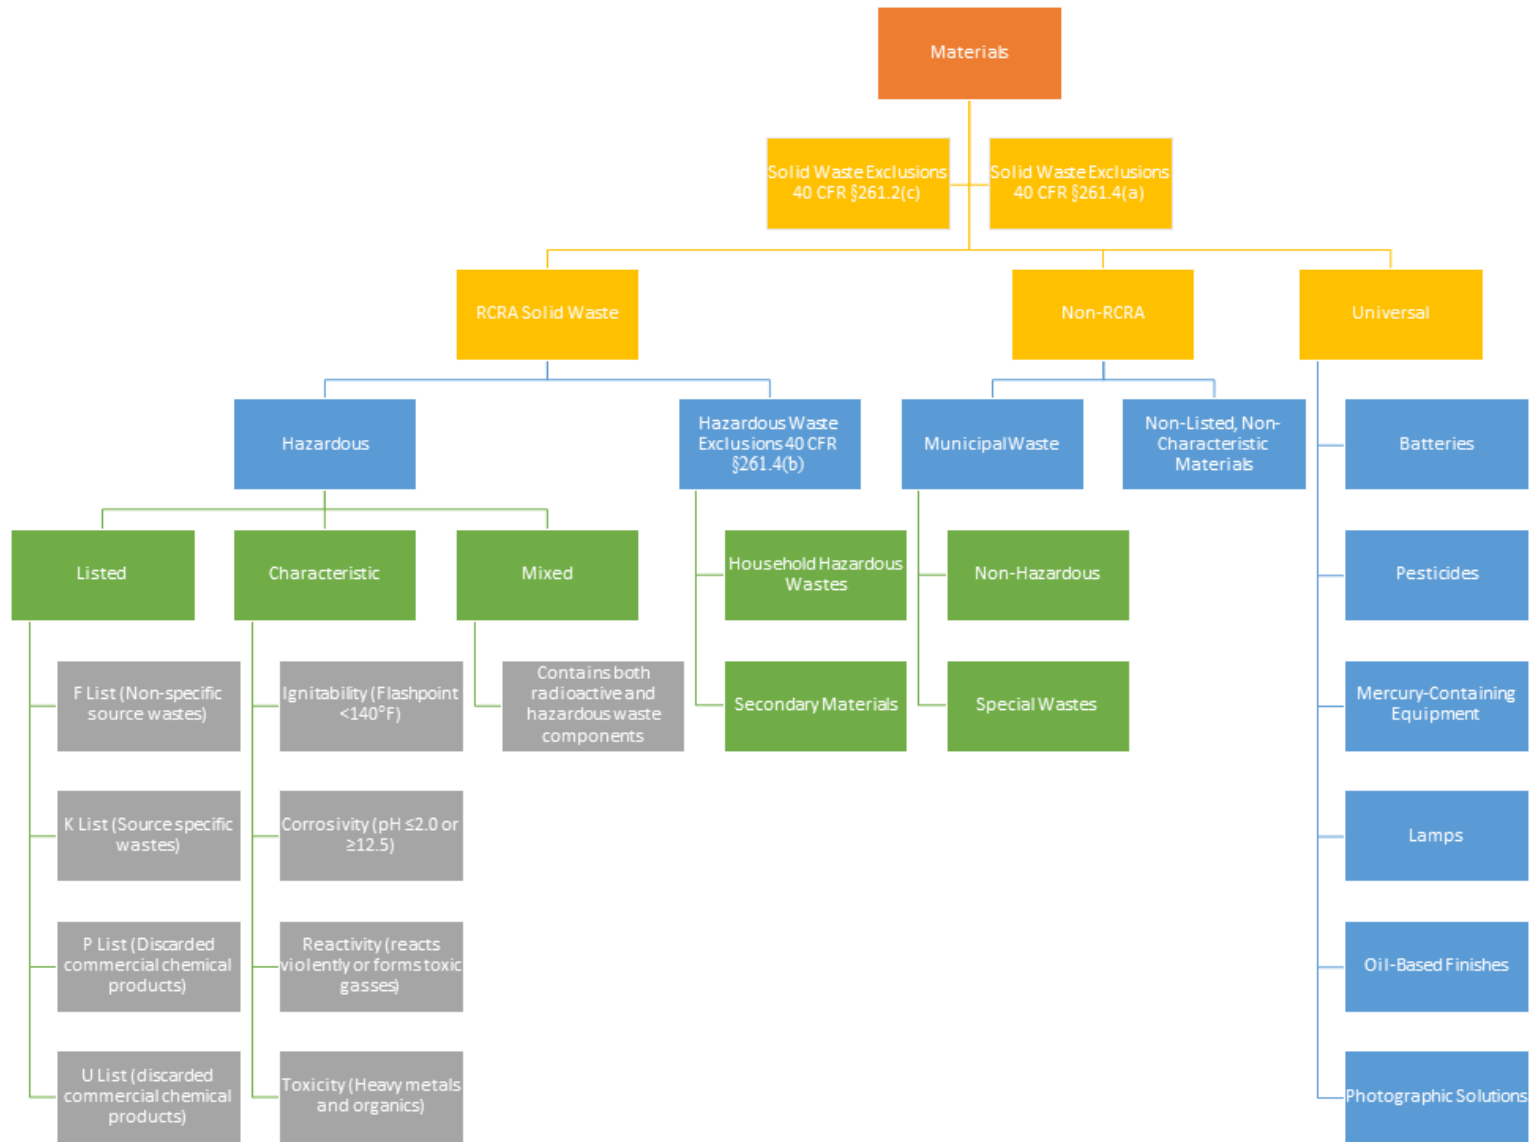 Materials
Solid Waste Exclusions
40 CFR §261.2(c)
Solid Waste Exclusions
40 CFR §261.4(a)
RCRA Solid Waste
Non-RCRA
Universal
Hazardous
Hazardous Waste
Exclusions 40 CFR
§261.4(b)
Municipal Waste
Non-Listed, Non-
Characteristic
Materials
Batteries
Listed
Characteristic
Mixed
Household Hazardous
Wastes
Non-Hazardous
Pesticides
F List (Non-specific
source wastes)
Ignitability (Flashpoint
<140°F)
Contains both
radioactive and
hazardous waste
components
Secondary Materials
Special Wastes
Mercury-Containing
Equipment
K List (Source specific
wastes)
Corrosivity (pH ≤2.0 or
≥12.5)
Lamps
P List (Discarded
commercial chemical
products)
Reactivity (reacts
violently or forms toxic
gasses)
Oil-Based Finishes
U List (discarded
commercial chemical
products)
Toxicity (Heavy metals
and organics)
Photographic Solutions